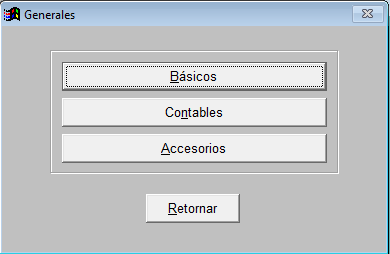 Generales
Básicos
Contables
Accesorios
Retornar